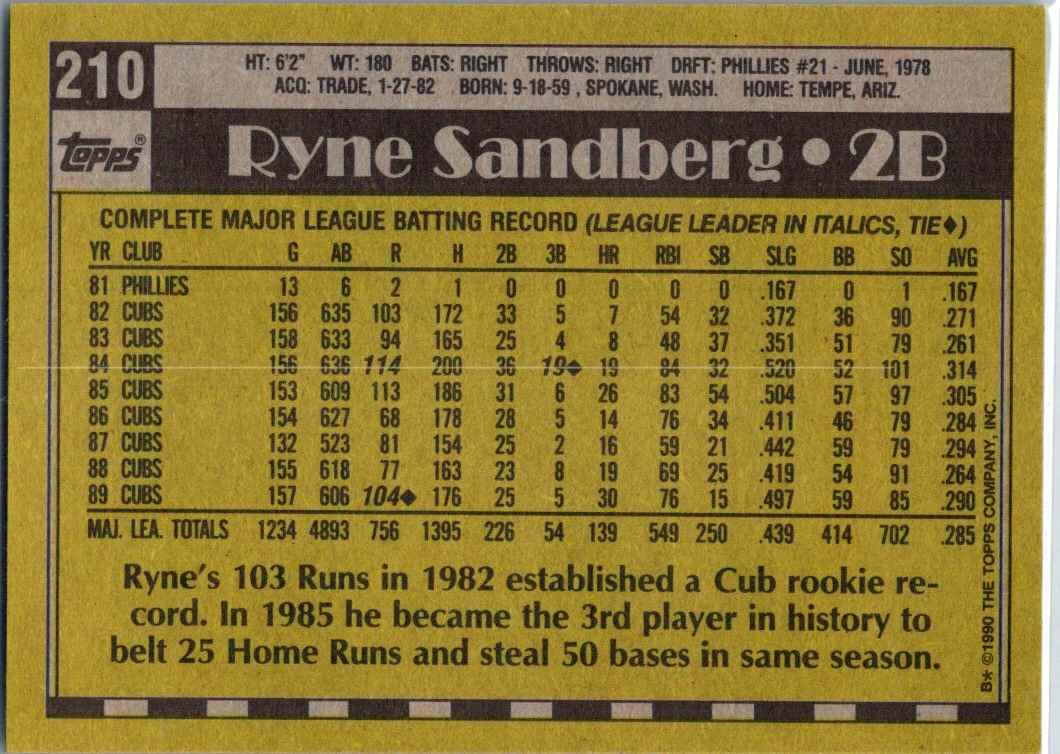 210
HT: 6'2" WT: 180 BATS: RIGHT THROWS: RIGHT DRFT: PHILLIES #21 - JUNE, 1978
ACQ: TRADE, 1-27-82 BORN: 9-18-59 , SPOKANE, WASH. HOME: TEMPE, ARIZ.
topps®
Ryne Sandberg • 2B
COMPLETE MAJOR LEAGUE BATTING RECORD (LEAGUE LEADER IN ITALICS, TIE♦)
YR CLUB G AB R H 2B 3B HR RBI SB SLG BB SO AVG
81 PHILLIES 13 6 2 1 0 0 0 0 0 .167 0 1 .167
82 CUBS 156 635 103 172 33 5 7 54 32 .372 36 90 .271
83 CUBS 158 633 94 165 25 4 8 48 37 .351 51 79 .261
84 CUBS 156 636 114 200 36 19♦ 19 84 32 .520 52 101 .314
85 CUBS 153 609 113 186 31 6 26 83 54 .504 57 97 .305
86 CUBS 154 627 68 178 28 5 14 76 34 .411 46 79 .284
87 CUBS 132 523 81 154 25 2 16 59 21 .442 59 79 .294
88 CUBS 155 618 77 163 23 8 19 69 25 .419 54 91 .264
89 CUBS 157 606 104♦ 176 25 5 30 76 15 .497 59 85 .290
MAJ. LEA. TOTALS 1234 4893 756 1395 226 54 139 549 250 .439 414 702 .285
Ryne's 103 Runs in 1982 established a Cub rookie re-
cord. In 1985 he became the 3rd player in history to
belt 25 Home Runs and steal 50 bases in same season.
B* ©1990 THE TOPPS COMPANY, INC.